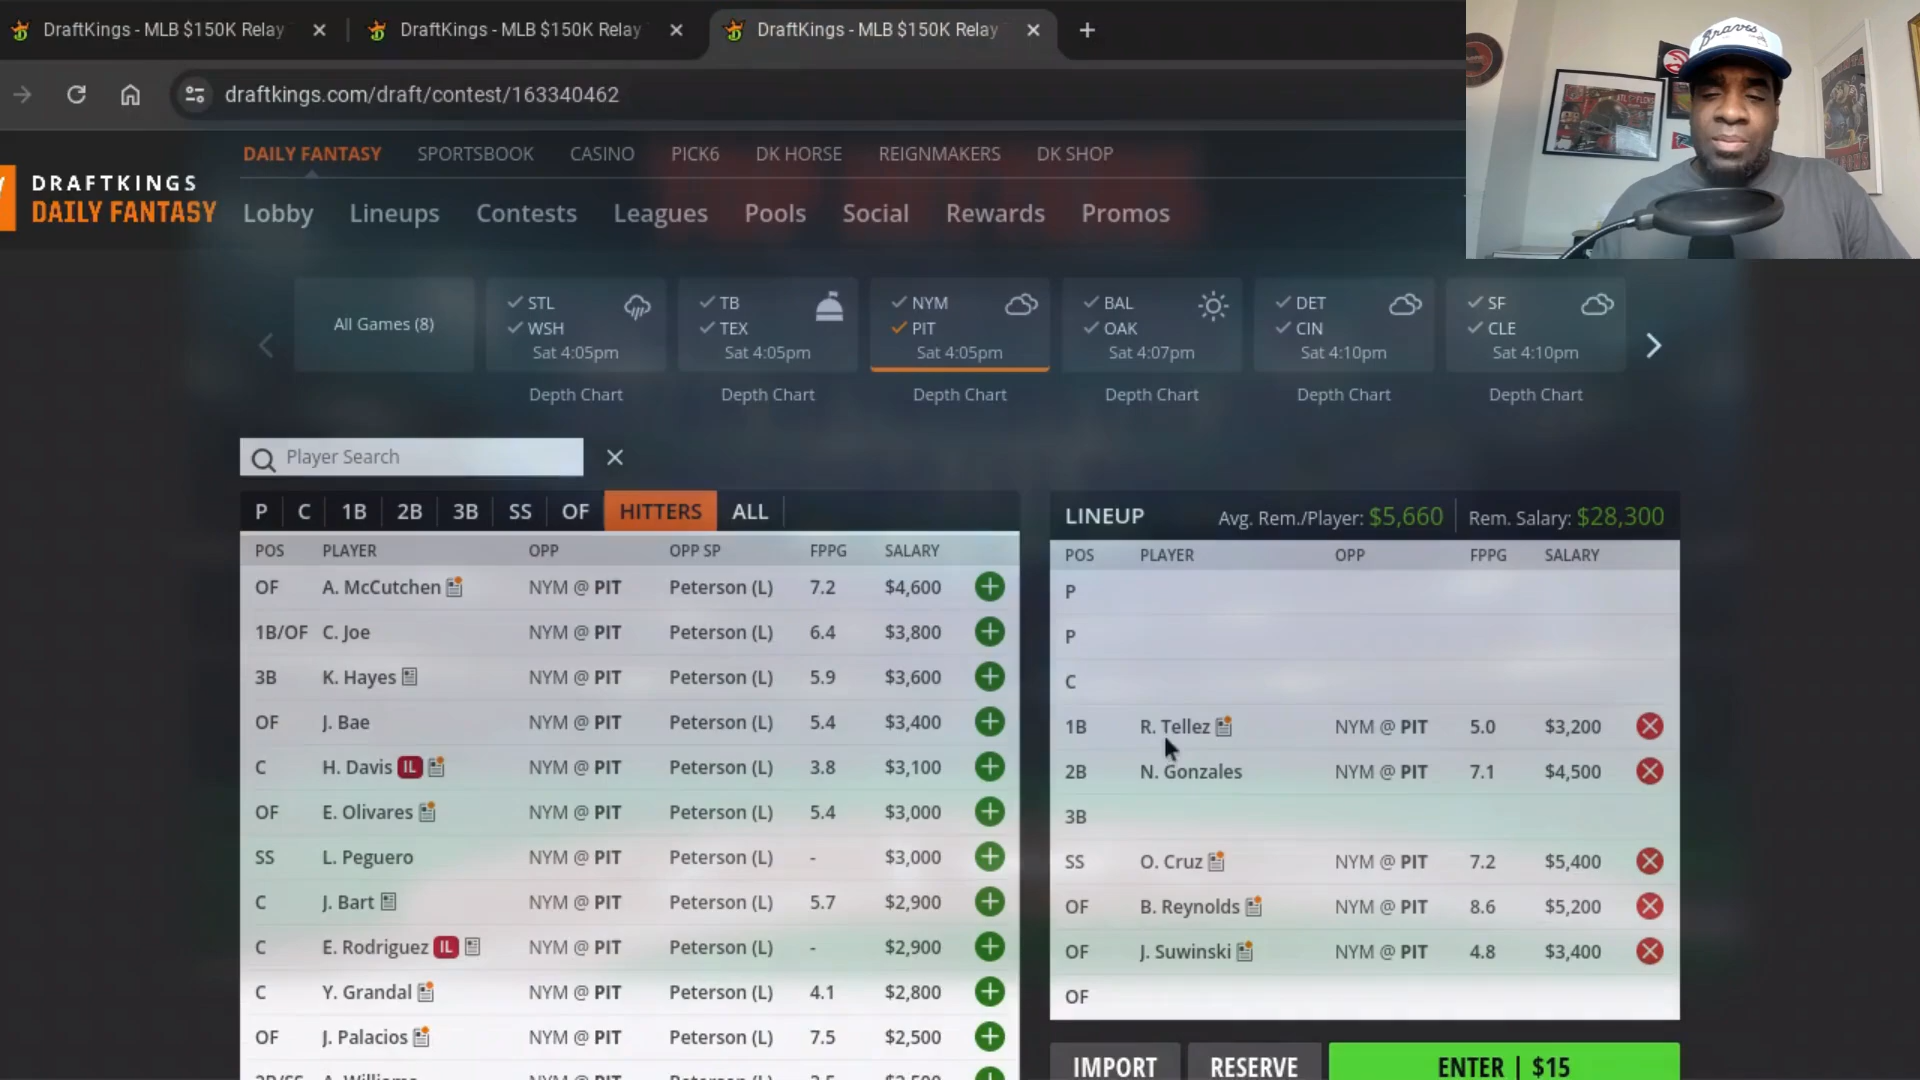 DraftKings - MLB $150K Relay
DraftKings - MLB $150K Relay
DraftKings - MLB $150K Relay
draftkings.com/draft/contest/163340462
Braves
DAILY FANTASY SPORTSBOOK CASINO PICK6 DK HORSE REIGNMAKERS DK SHOP
DRAFTKINGS
DAILY FANTASY
Lobby Lineups Contests Leagues Pools Social Rewards Promos
All Games (8)
STL
WSH
Sat 4:05pm
Depth Chart
TB
TEX
Sat 4:05pm
Depth Chart
NYM
PIT
Sat 4:05pm
Depth Chart
BAL
OAK
Sat 4:07pm
Depth Chart
DET
CIN
Sat 4:10pm
Depth Chart
SF
CLE
Sat 4:10pm
Depth Chart
Player Search
P C 1B 2B 3B SS OF HITTERS ALL
POS PLAYER OPP OPP SP FPPG SALARY
OF A. McCutchen NYM @ PIT Peterson (L) 7.2 $4,600
1B/OF C. Joe NYM @ PIT Peterson (L) 6.4 $3,800
3B K. Hayes NYM @ PIT Peterson (L) 5.9 $3,600
OF J. Bae NYM @ PIT Peterson (L) 5.4 $3,400
C H. Davis IL NYM @ PIT Peterson (L) 3.8 $3,100
OF E. Olivares NYM @ PIT Peterson (L) 5.4 $3,000
SS L. Peguero NYM @ PIT Peterson (L) - $3,000
C J. Bart NYM @ PIT Peterson (L) 5.7 $2,900
C E. Rodriguez IL NYM @ PIT Peterson (L) - $2,900
C Y. Grandal NYM @ PIT Peterson (L) 4.1 $2,800
OF J. Palacios NYM @ PIT Peterson (L) 7.5 $2,500
LINEUP Avg. Rem./Player: $5,660 Rem. Salary: $28,300
POS PLAYER OPP FPPG SALARY
P
P
C
1B R. Tellez NYM @ PIT 5.0 $3,200
2B N. Gonzales NYM @ PIT 7.1 $4,500
3B
SS O. Cruz NYM @ PIT 7.2 $5,400
OF B. Reynolds NYM @ PIT 8.6 $5,200
OF J. Suwinski NYM @ PIT 4.8 $3,400
OF
IMPORT RESERVE ENTER | $15